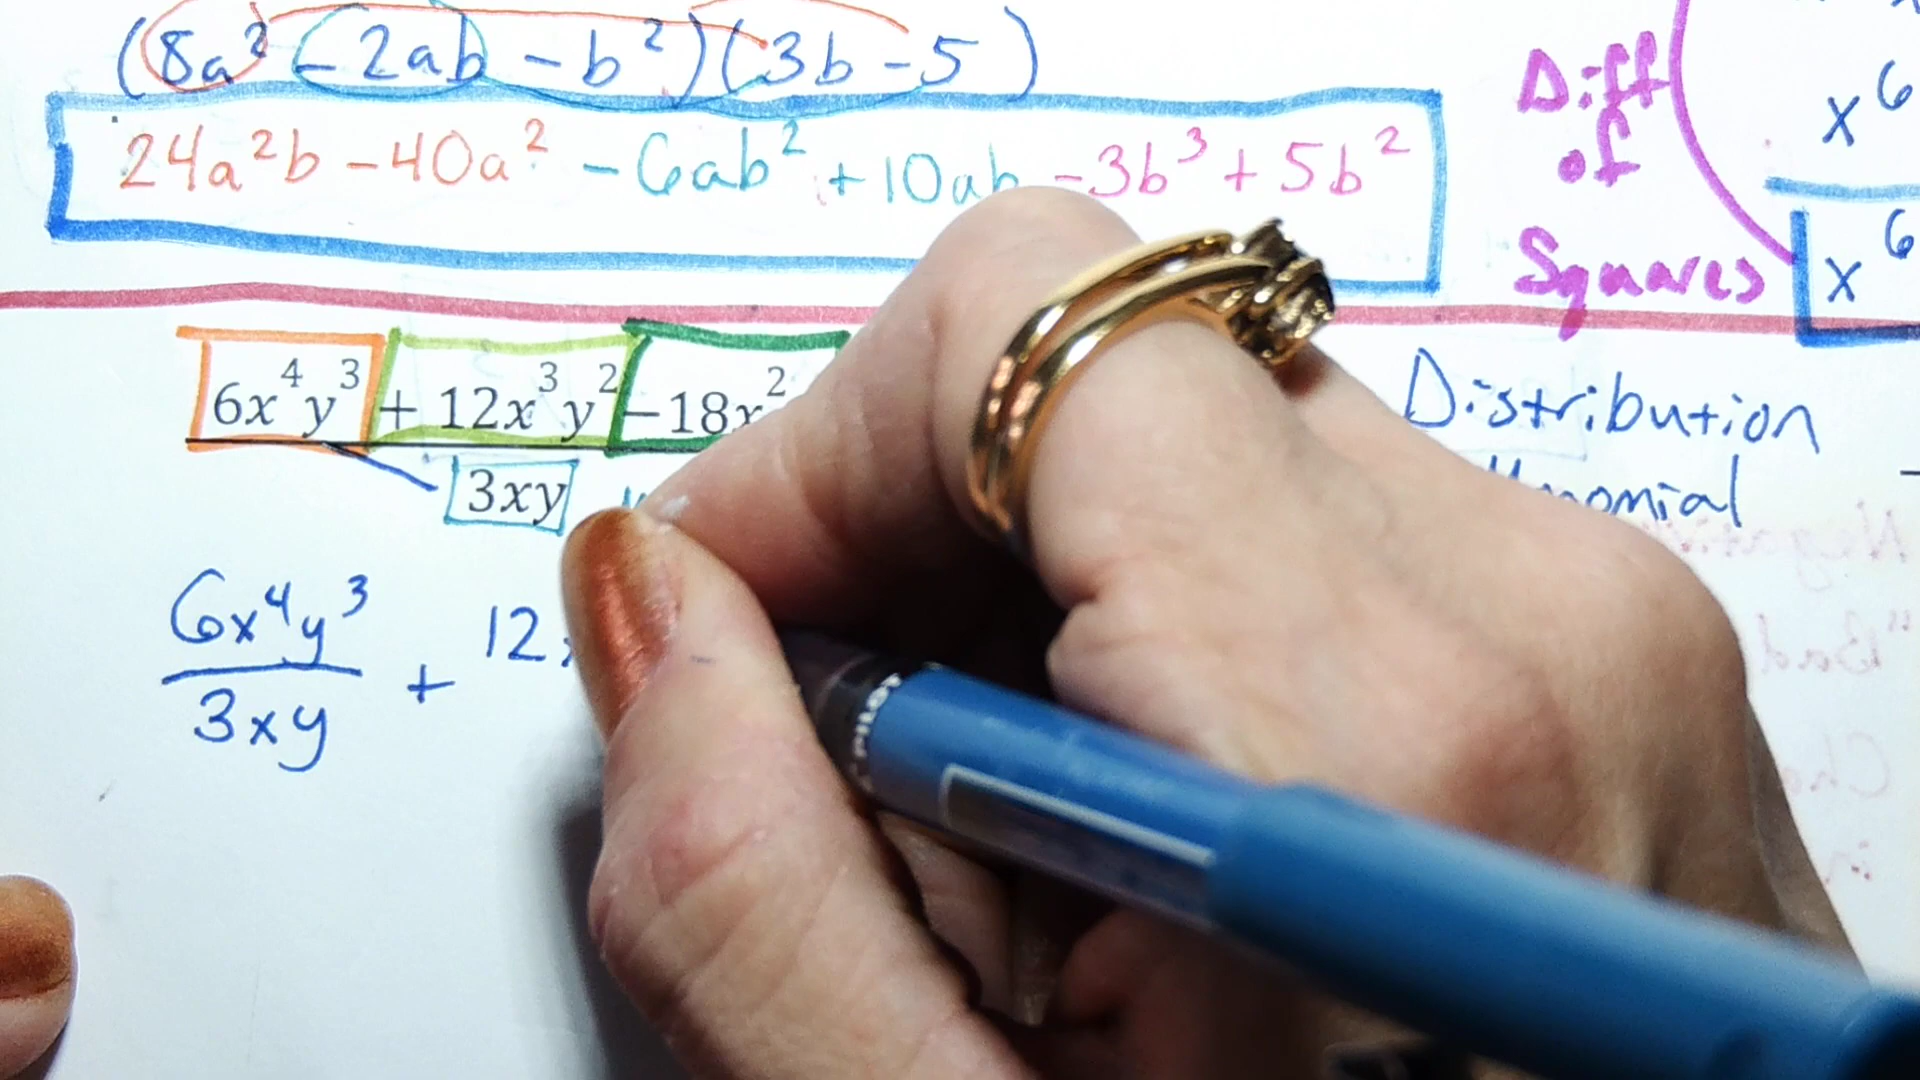 (8a² - 2ab - b²)(3b - 5)
24a²b - 40a² - 6ab² + 10ab - 3b³ + 5b²
Diff
of
Squares
x⁶
x⁶
6x⁴y³ + 12x³y² - 18x²
3xy
Distribution
6x⁴y³
3xy
+ 12
PILOT